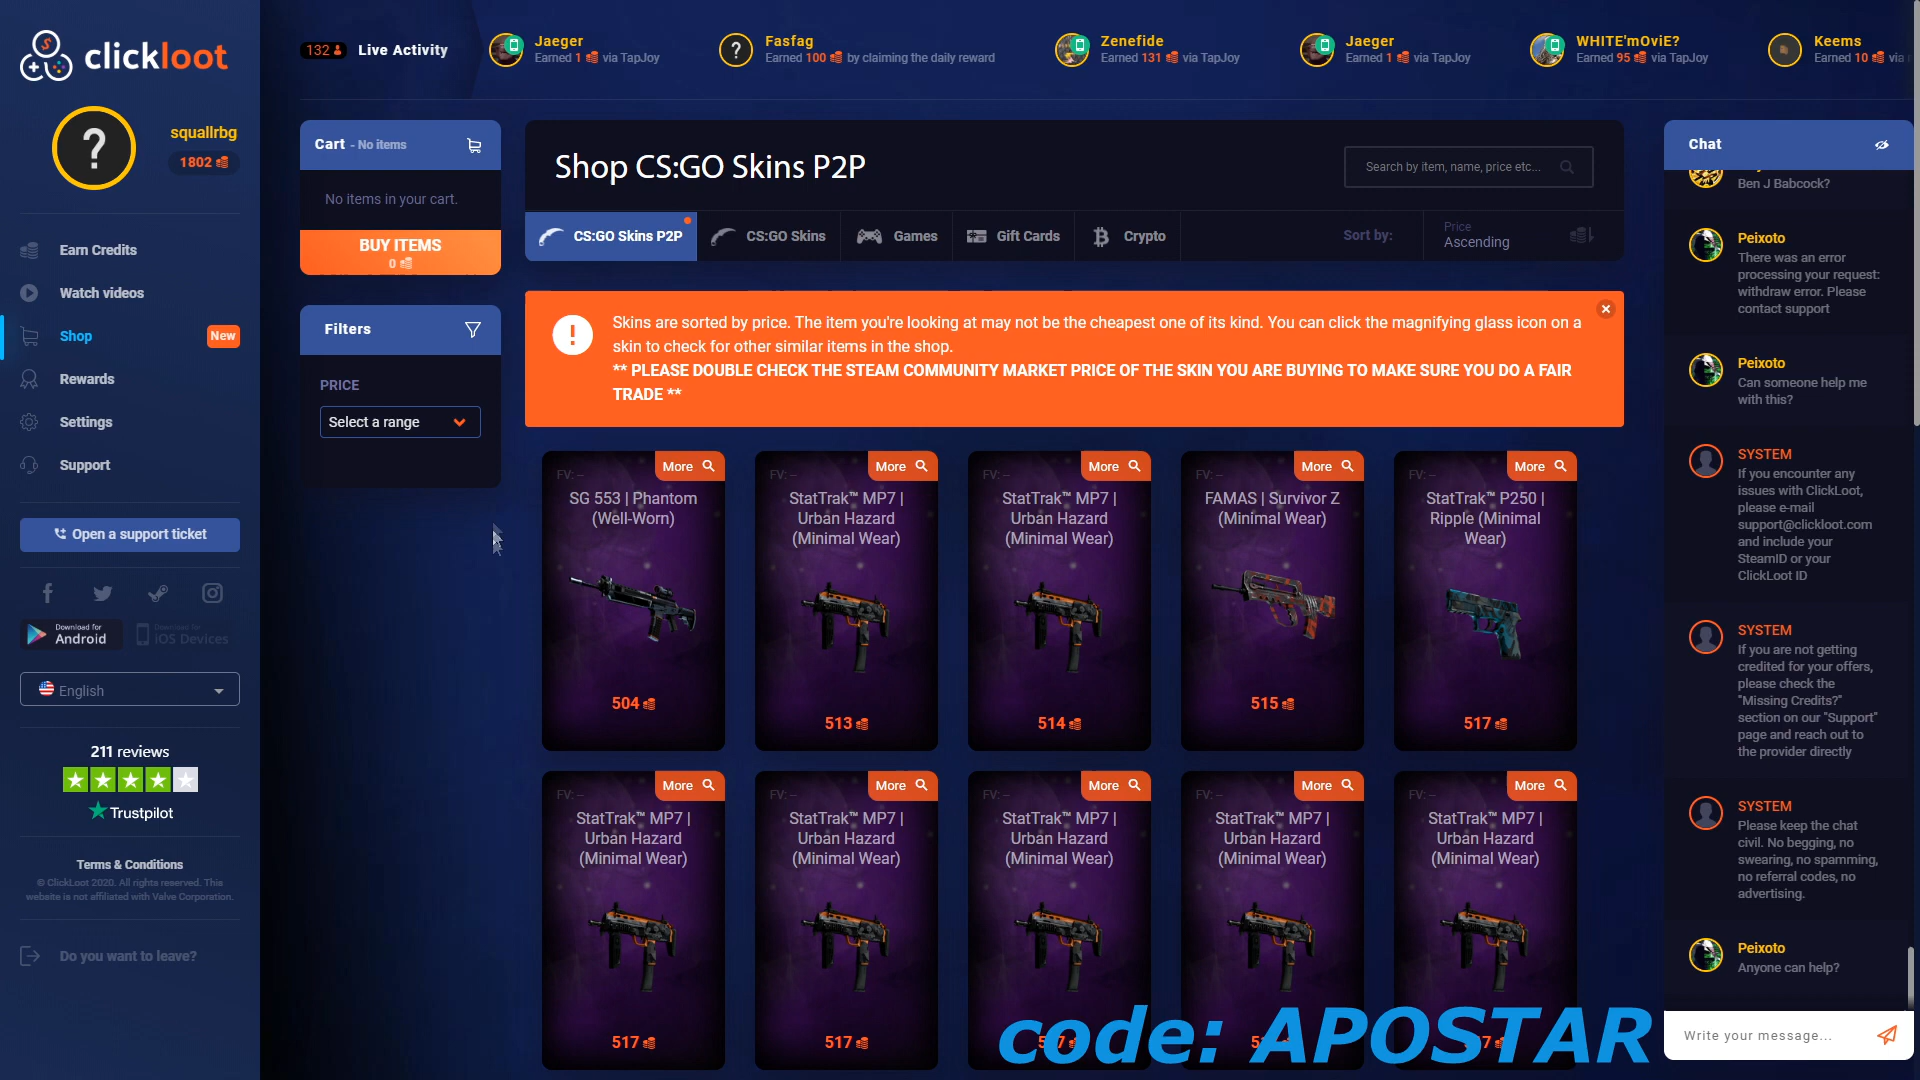 clickloot
132 Live Activity
Jaeger
Earned 1 via TapJoy
Fasfag
Earned 100 by claiming the daily reward
Zenefide
Earned 131 via TapJoy
Jaeger
Earned 1 via TapJoy
WHITE'mOviE?
Earned 95 via TapJoy
Keems
Earned 10 via
squallrbg
1802
Earn Credits
Watch videos
Shop New
Rewards
Settings
Support
Open a support ticket
Download for
Android
Download for
iOS Devices
English
211 reviews
Trustpilot
Terms & Conditions
© ClickLoot 2020. All rights reserved. This
website is not affiliated with Valve Corporation.
Do you want to leave?
Cart - No items
No items in your cart.
BUY ITEMS
0
Filters
PRICE
Select a range
Shop CS:GO Skins P2P
Search by item, name, price etc...
CS:GO Skins P2P
CS:GO Skins
Games
Gift Cards
Crypto
Sort by:
Price
Ascending
Skins are sorted by price. The item you're looking at may not be the cheapest one of its kind. You can click the magnifying glass icon on a
skin to check for other similar items in the shop.
** PLEASE DOUBLE CHECK THE STEAM COMMUNITY MARKET PRICE OF THE SKIN YOU ARE BUYING TO MAKE SURE YOU DO A FAIR
TRADE **
FV: --
More
SG 553 | Phantom
(Well-Worn)
504
FV: --
More
StatTrak™ MP7 |
Urban Hazard
(Minimal Wear)
513
FV: --
More
StatTrak™ MP7 |
Urban Hazard
(Minimal Wear)
514
FV: --
More
FAMAS | Survivor Z
(Minimal Wear)
515
FV: --
More
StatTrak™ P250 |
Ripple (Minimal
Wear)
517
FV: --
More
StatTrak™ MP7 |
Urban Hazard
(Minimal Wear)
517
FV: --
More
StatTrak™ MP7 |
Urban Hazard
(Minimal Wear)
517
FV: --
More
StatTrak™ MP7 |
Urban Hazard
(Minimal Wear)
FV: --
More
StatTrak™ MP7 |
Urban Hazard
(Minimal Wear)
FV: --
More
StatTrak™ MP7 |
Urban Hazard
(Minimal Wear)
code: APOSTAR
Chat
Ben J Babcock?
Peixoto
There was an error
processing your request:
withdraw error. Please
contact support
Peixoto
Can someone help me
with this?
SYSTEM
If you encounter any
issues with ClickLoot,
please e-mail
support@clickloot.com
and include your
SteamID or your
ClickLoot ID
SYSTEM
If you are not getting
credited for your offers,
please check the
"Missing Credits?"
section on our "Support"
page and reach out to
the provider directly
SYSTEM
Please keep the chat
civil. No begging, no
swearing, no spamming,
no referral codes, no
advertising.
Peixoto
Anyone can help?
Write your message...